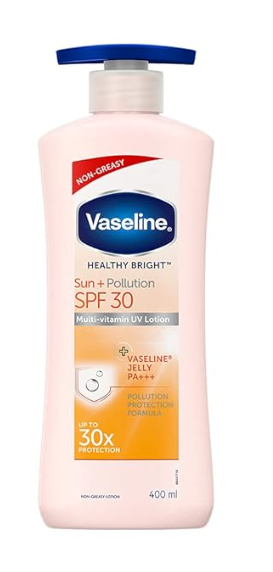 NON-GREASY
Vaseline®
HEALTHY BRIGHT™
Sun + Pollution
SPF 30
Multi-vitamin UV Lotion
+
VASELINE®
JELLY
PA+++
POLLUTION
PROTECTION
FORMULA
UP TO
30x
PROTECTION
NON-GREASY LOTION
400 ml